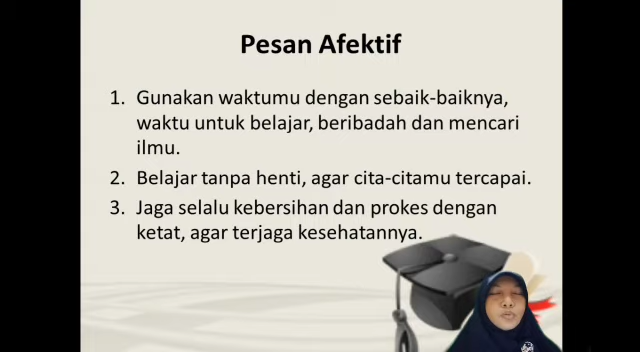 Pesan Afektif
1. Gunakan waktumu dengan sebaik-baiknya,
waktu untuk belajar, beribadah dan mencari
ilmu.
2. Belajar tanpa henti, agar cita-citamu tercapai.
3. Jaga selalu kebersihan dan prokes dengan
ketat, agar terjaga kesehatannya.